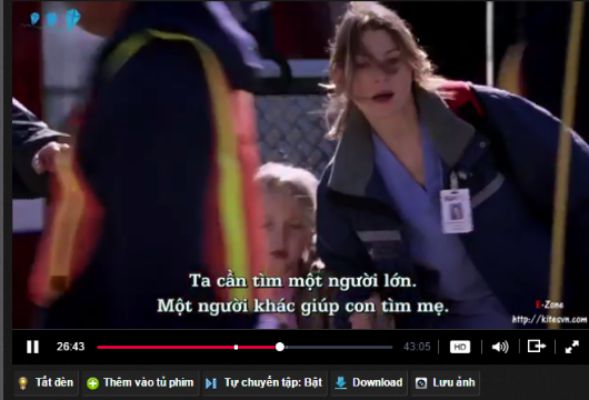 Ta cần tìm một người lớn.
Một người khác giúp con tìm mẹ.
E-Zone
http://kitesvn.com
26:43
43:05
HD
Tắt đèn
Thêm vào tủ phim
Tự chuyển tập: Bật
Download
Lưu ảnh